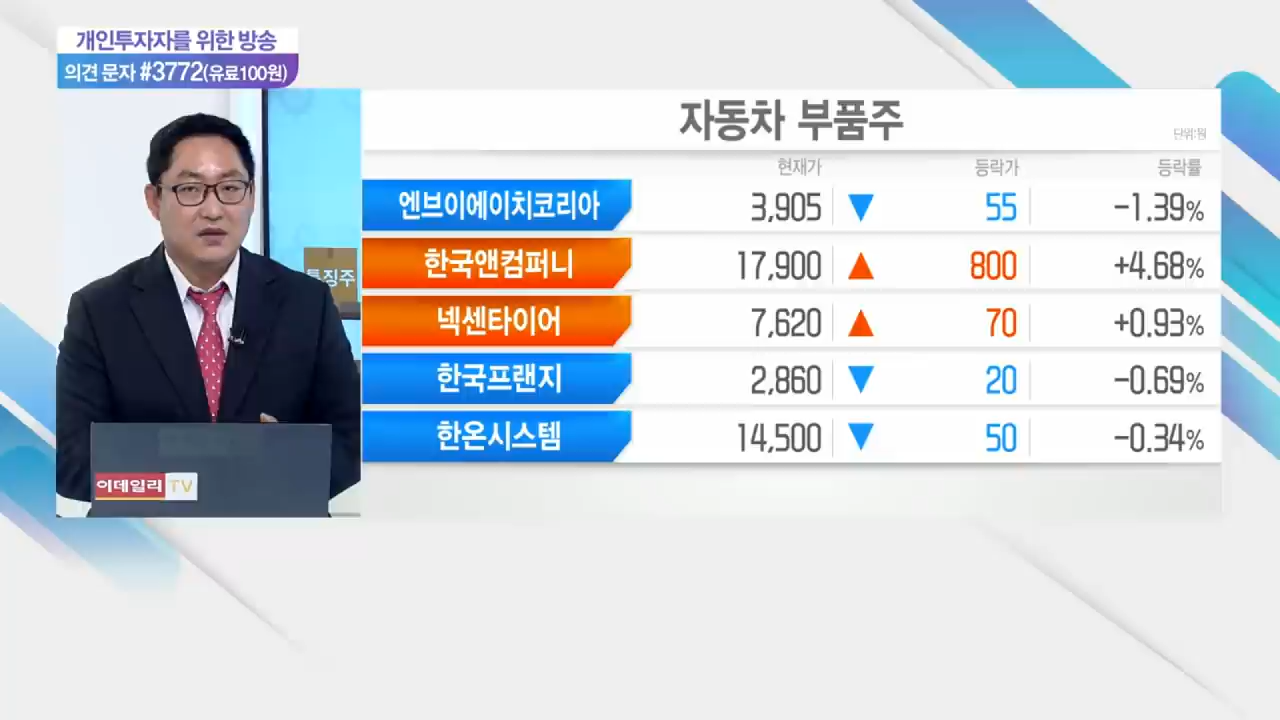 개인투자자를 위한 방송
의견 문자 #3772(유료100원)
자동차 부품주
단위:원
현재가 등락가 등락률
엔브이에이치코리아 3,905 ▼ 55 -1.39%
한국앤컴퍼니 17,900 ▲ 800 +4.68%
넥센타이어 7,620 ▲ 70 +0.93%
한국프랜지 2,860 ▼ 20 -0.69%
한온시스템 14,500 ▼ 50 -0.34%
특징주
이데일리 TV